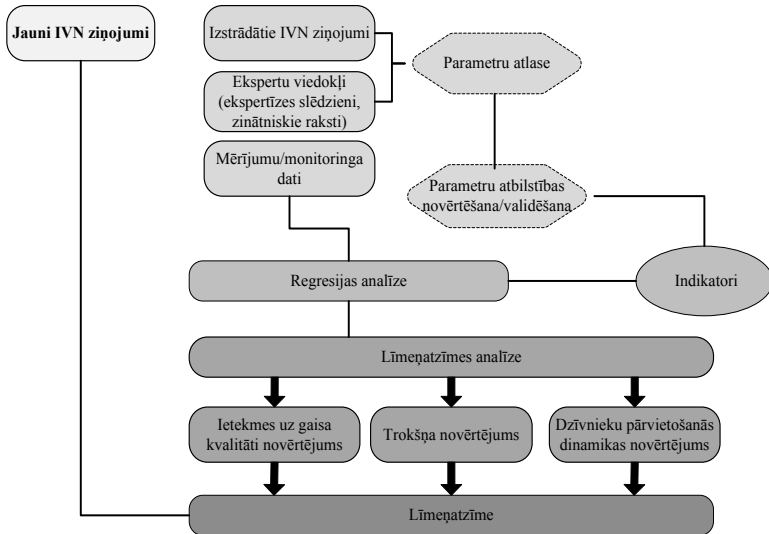 Jauni IVN ziņojumi
Izstrādātie IVN ziņojumi
Ekspertu viedokļi
(ekspertīzes slēdzieni,
zinātniskie raksti)
Parametru atlase
Mērījumu/monitoringa
dati
Parametru atbilstības
novērtēšana/validēšana
Regresijas analīze
Indikatori
Līmeņatzīmes analīze
Ietekmes uz gaisa
kvalitāti novērtējums
Trokšņa novērtējums
Dzīvnieku pārvietošanās
dinamikas novērtējums
Līmeņatzīme